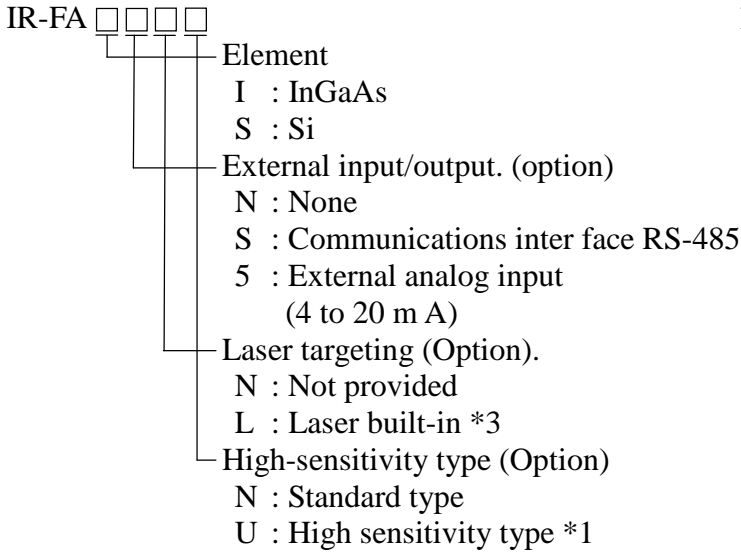 IR-FA □□□□
Element
I : InGaAs
S : Si
External input/output. (option)
N : None
S : Communications inter face RS-485
5 : External analog input
(4 to 20 m A)
Laser targeting (Option).
N : Not provided
L : Laser built-in *3
High-sensitivity type (Option)
N : Standard type
U : High sensitivity type *1